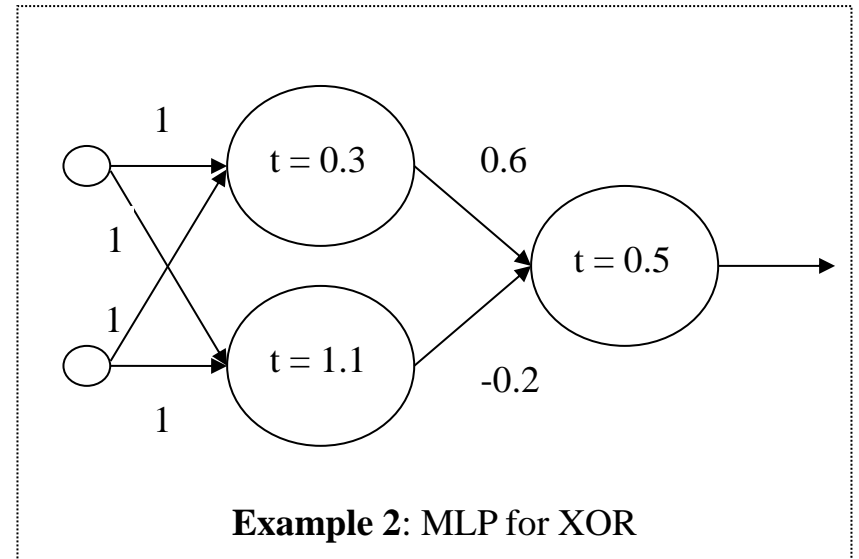 1
t = 0.3
0.6
1
t = 0.5
1
t = 1.1
-0.2
1
Example 2: MLP for XOR